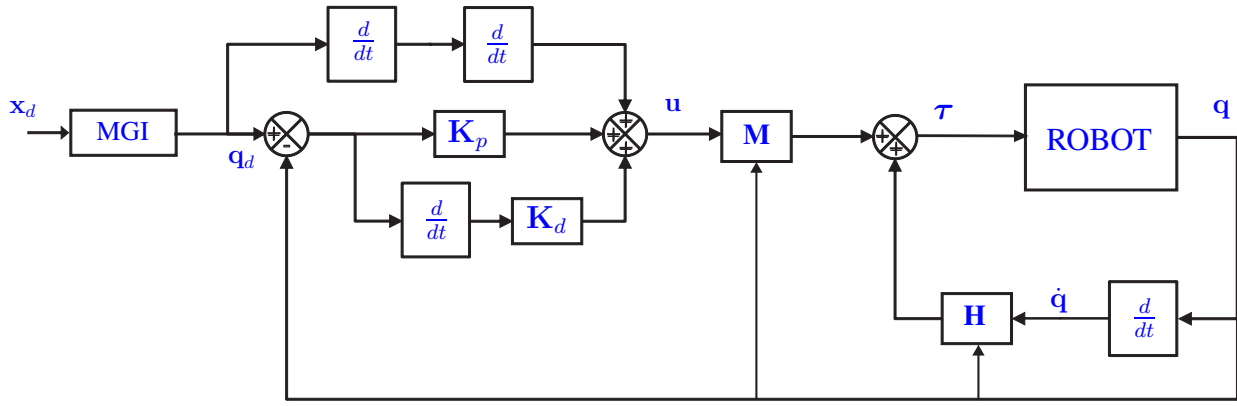 d/dt
d/dt
x_d
MGI
+
-
q_d
K_p
+
+
+
u
M
+
+
+
τ
ROBOT
q
d/dt
K_d
H
q̇
d/dt